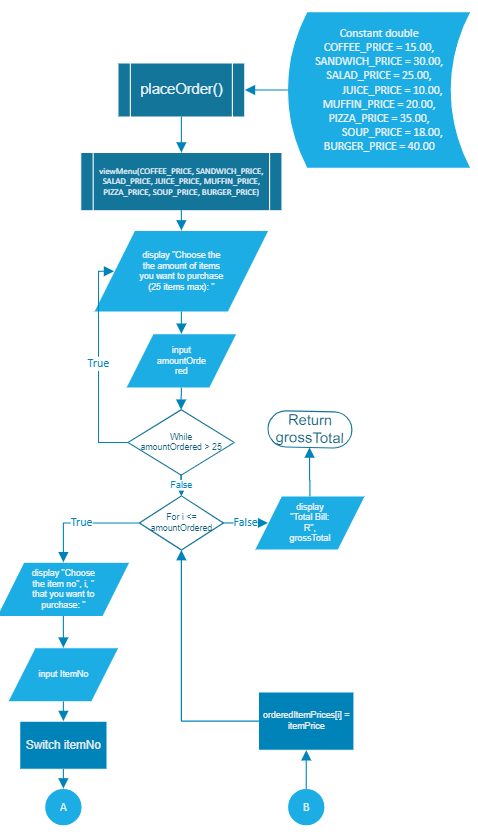 Constant double
COFFEE_PRICE = 15.00,
SANDWICH_PRICE = 30.00,
SALAD_PRICE = 25.00,
JUICE_PRICE = 10.00,
MUFFIN_PRICE = 20.00,
PIZZA_PRICE = 35.00,
SOUP_PRICE = 18.00,
BURGER_PRICE = 40.00
placeOrder()
viewMenu(COFFEE_PRICE, SANDWICH_PRICE,
SALAD_PRICE, JUICE_PRICE, MUFFIN_PRICE,
PIZZA_PRICE, SOUP_PRICE, BURGER_PRICE)
display "Choose the
the amount of items
you want to purchase
(25 items max): "
input
amountOrde
red
True
While
amountOrdered > 25
False
For i <=
amountOrdered
True
False
display
"Total Bill:
R",
grossTotal
Return
grossTotal
display "Choose
the item no", i, "
that you want to
purchase: "
input ItemNo
Switch itemNo
A
orderedItemPrices[i] =
itemPrice
B